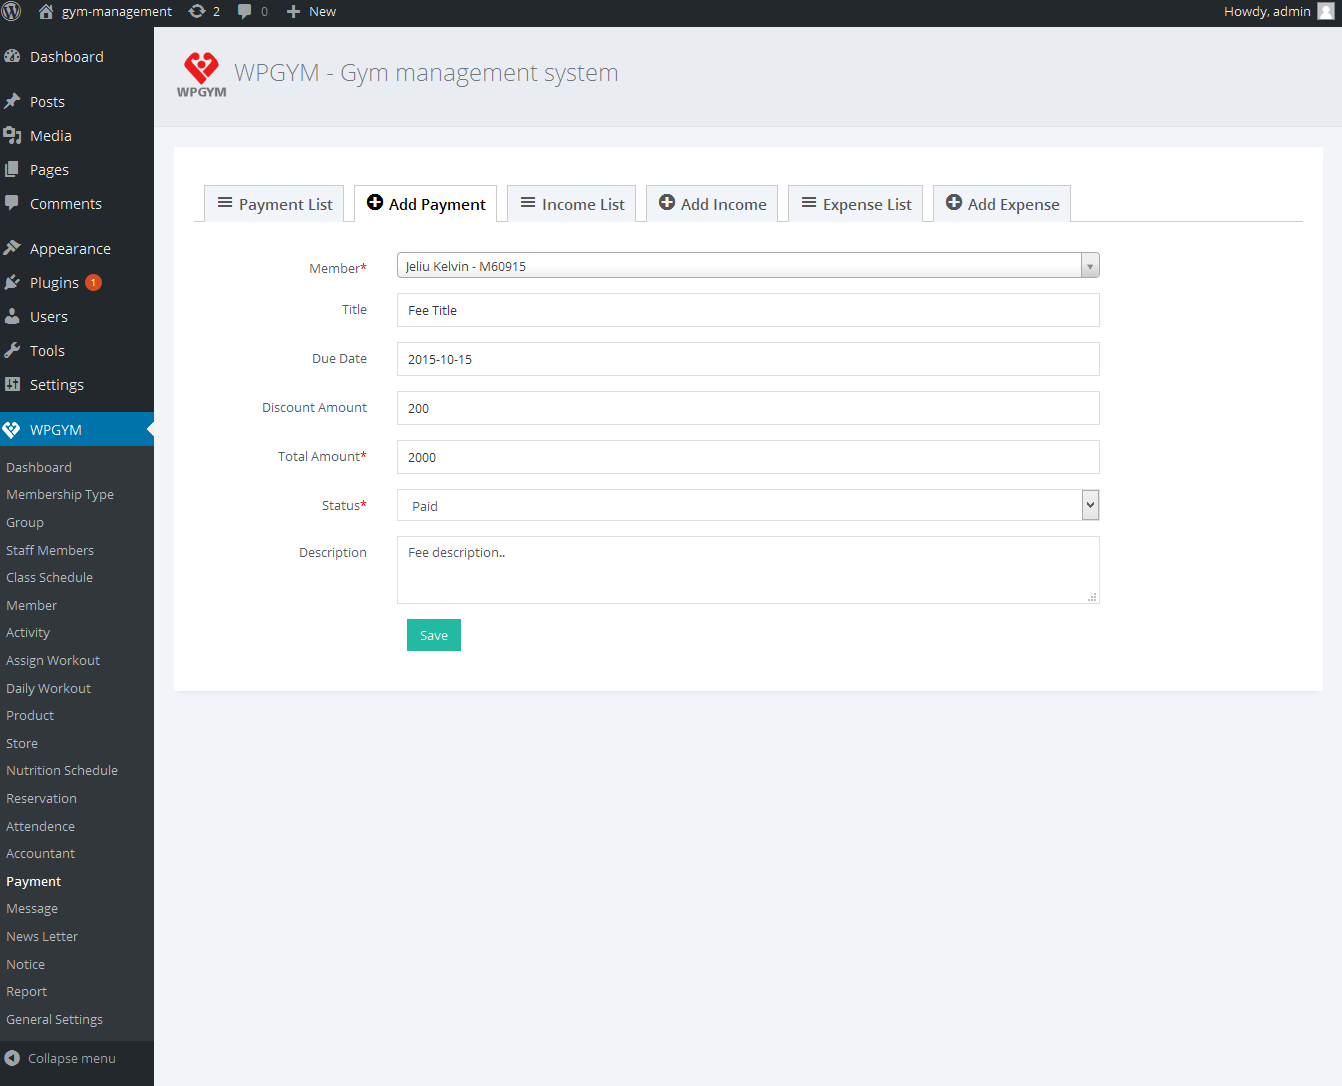 gym-management 2 0 New Howdy, admin
Dashboard
Posts
Media
Pages
Comments
Appearance
Plugins 1
Users
Tools
Settings
WPGYM
Dashboard
Membership Type
Group
Staff Members
Class Schedule
Member
Activity
Assign Workout
Daily Workout
Product
Store
Nutrition Schedule
Reservation
Attendence
Accountant
Payment
Message
News Letter
Notice
Report
General Settings
Collapse menu
WPGYM
WPGYM - Gym management system
Payment List Add Payment Income List Add Income Expense List Add Expense
Member* Jeliu Kelvin - M60915
Title Fee Title
Due Date 2015-10-15
Discount Amount 200
Total Amount* 2000
Status* Paid
Description Fee description..
Save